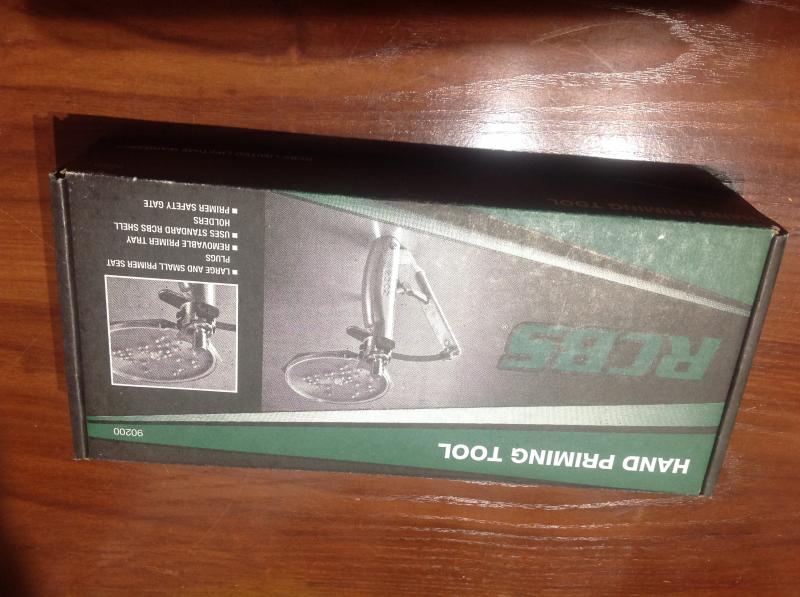 HAND PRIMING TOOL
90200
RCBS
®
■ LARGE AND SMALL PRIMER SEAT
PLUGS
■ REMOVABLE PRIMER TRAY
■ USES STANDARD RCBS SHELL
HOLDERS
■ PRIMER SAFETY GATE
HAND PRIMING TOOL